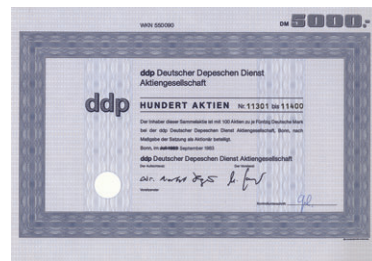 WKN 550090
DM 5000.-
ddp Deutscher Depeschen Dienst
Aktiengesellschaft
ddp
HUNDERT AKTIEN Nr. 11301 bis 11400
Der Inhaber dieser Sammelaktie ist mit 100 Aktien zu je Fünfzig Deutsche Mark
bei der ddp Deutscher Depeschen Dienst Aktiengesellschaft, Bonn, nach
Maßgabe der Satzung als Aktionär beteiligt.
Bonn, im September 1993
ddp Deutscher Depeschen Dienst Aktiengesellschaft
Der Aufsichtsrat Der Vorstand
Vorsitzender
Kontrollunterschrift